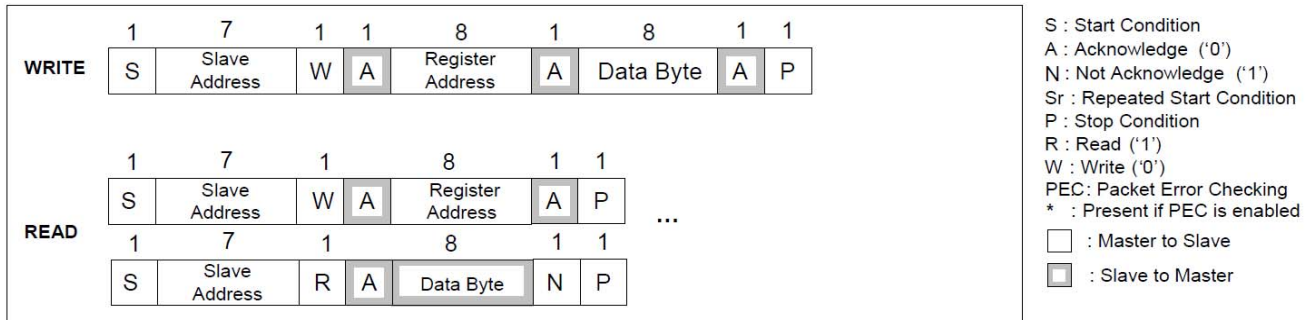 1 7 1 1 8 1 8 1 1
WRITE S Slave Address W A Register Address A Data Byte A P
1 7 1 8 1 1
READ
S Slave Address W A Register Address A P ...
1 7 1 8 1 1
S Slave Address R A Data Byte N P
S : Start Condition
A : Acknowledge ('0')
N : Not Acknowledge ('1')
Sr : Repeated Start Condition
P : Stop Condition
R : Read ('1')
W : Write ('0')
PEC: Packet Error Checking
* : Present if PEC is enabled
: Master to Slave
: Slave to Master